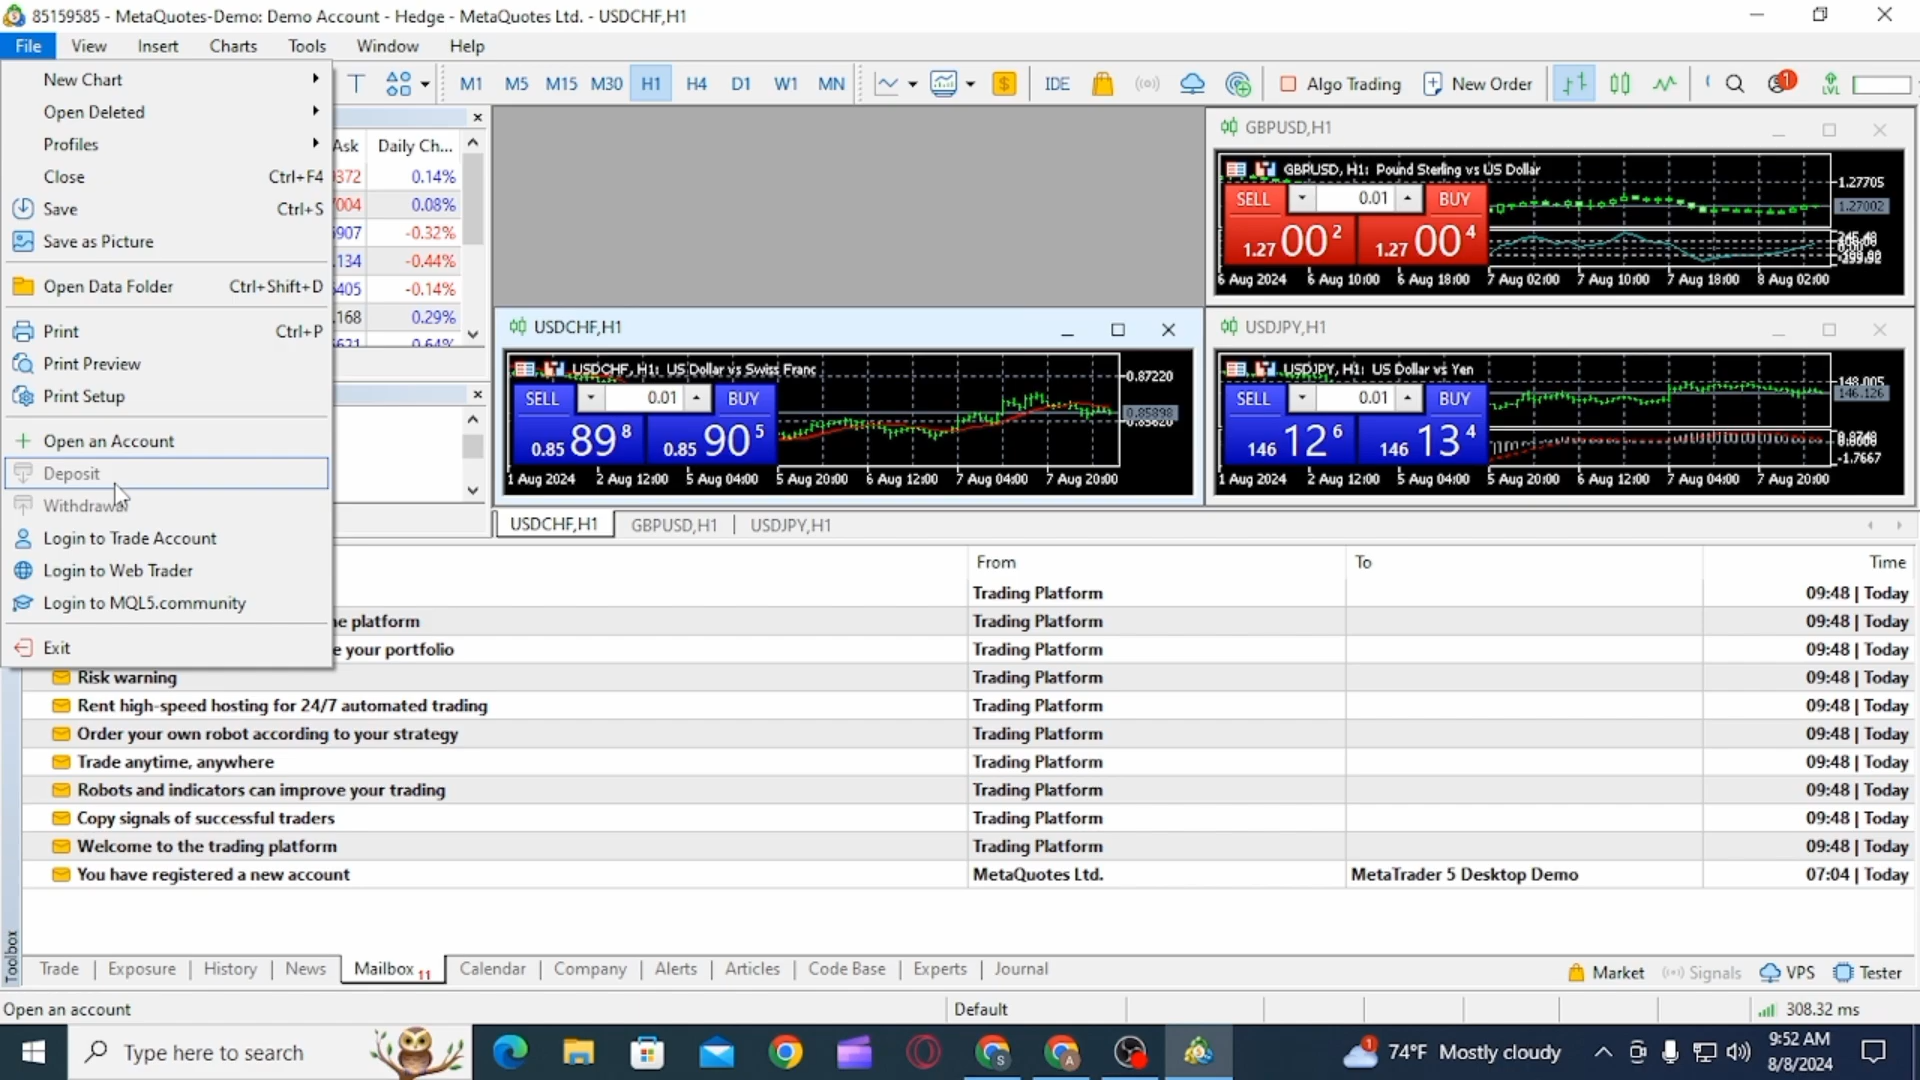 85159585 - MetaQuotes-Demo: Demo Account - Hedge - MetaQuotes Ltd. - USDCHF,H1
File View Insert Charts Tools Window Help
M1 M5 M15 M30 H1 H4 D1 W1 MN IDE Algo Trading New Order 1 LVL
New Chart
Open Deleted
Profiles
Close Ctrl+F4
Save Ctrl+S
Save as Picture
Open Data Folder Ctrl+Shift+D
Print Ctrl+P
Print Preview
Print Setup
Open an Account
Deposit
Withdrawal
Login to Trade Account
Login to Web Trader
Login to MQL5.community
Exit
Ask Daily Ch...
372 0.14%
004 0.08%
907 -0.32%
.134 -0.44%
405 -0.14%
.168 0.29%
0.64%
GBPUSD,H1
GBPUSD, H1: Pound Sterling vs US Dollar
SELL 0.01 BUY
1.27 00 2 1.27 00 4
1.27705
1.27002
6 Aug 2024 6 Aug 10:00 6 Aug 18:00 7 Aug 02:00 7 Aug 10:00 7 Aug 18:00 8 Aug 02:00
USDCHF,H1
USDCHF, H1: US Dollar vs Swiss Franc
SELL 0.01 BUY
0.85 89 8 0.85 90 5
0.87220
0.85898
0.85620
1 Aug 2024 2 Aug 12:00 5 Aug 04:00 5 Aug 20:00 6 Aug 12:00 7 Aug 04:00 7 Aug 20:00
USDJPY,H1
USDJPY, H1: US Dollar vs Yen
SELL 0.01 BUY
146 12 6 146 13 4
148.005
146.126
-1.7667
1 Aug 2024 2 Aug 12:00 5 Aug 04:00 5 Aug 20:00 6 Aug 12:00 7 Aug 04:00 7 Aug 20:00
USDCHF,H1 GBPUSD,H1 USDJPY,H1
From To Time
Trading Platform 09:48 | Today
e platform Trading Platform 09:48 | Today
e your portfolio Trading Platform 09:48 | Today
Risk warning Trading Platform 09:48 | Today
Rent high-speed hosting for 24/7 automated trading Trading Platform 09:48 | Today
Order your own robot according to your strategy Trading Platform 09:48 | Today
Trade anytime, anywhere Trading Platform 09:48 | Today
Robots and indicators can improve your trading Trading Platform 09:48 | Today
Copy signals of successful traders Trading Platform 09:48 | Today
Welcome to the trading platform Trading Platform 09:48 | Today
You have registered a new account MetaQuotes Ltd. MetaTrader 5 Desktop Demo 07:04 | Today
Toolbox
Trade Exposure History News Mailbox 11 Calendar Company Alerts Articles Code Base Experts Journal Market Signals VPS Tester
Open an account Default 308.32 ms
Type here to search 1 74°F Mostly cloudy 9:52 AM
8/8/2024